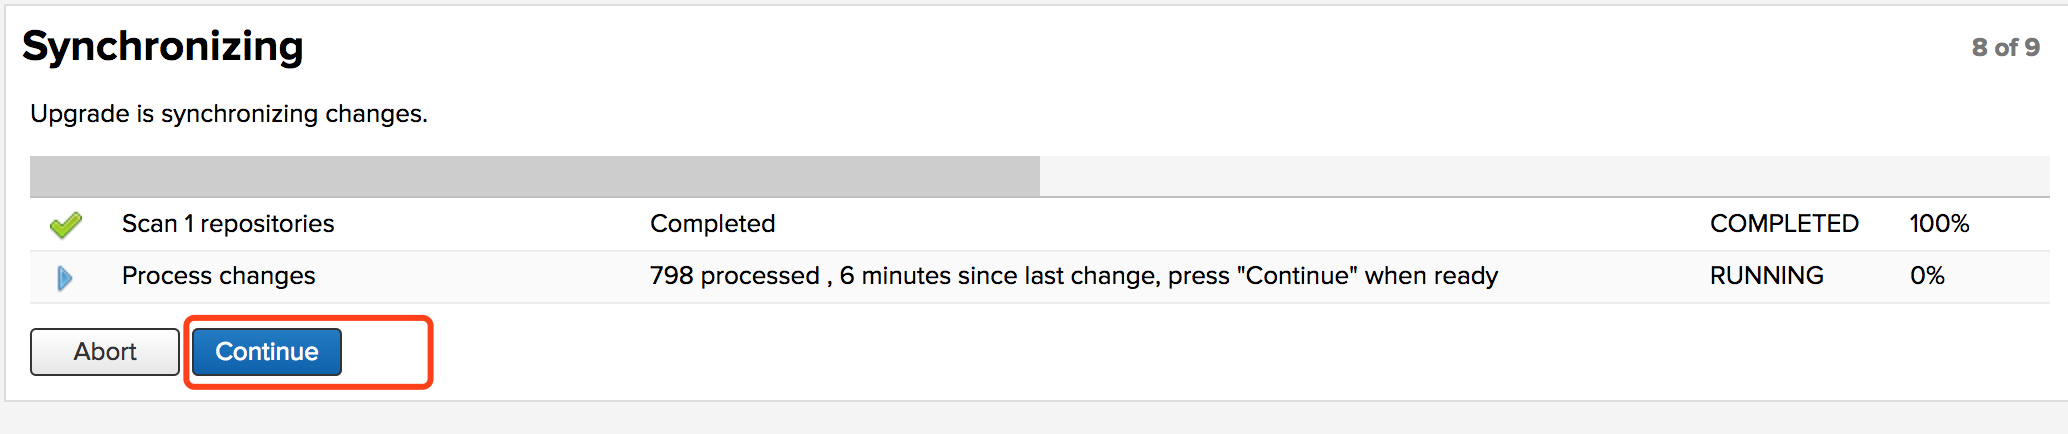 Synchronizing
8 of 9
Upgrade is synchronizing changes.
Scan 1 repositories Completed COMPLETED 100%
Process changes 798 processed , 6 minutes since last change, press "Continue" when ready RUNNING 0%
Abort Continue